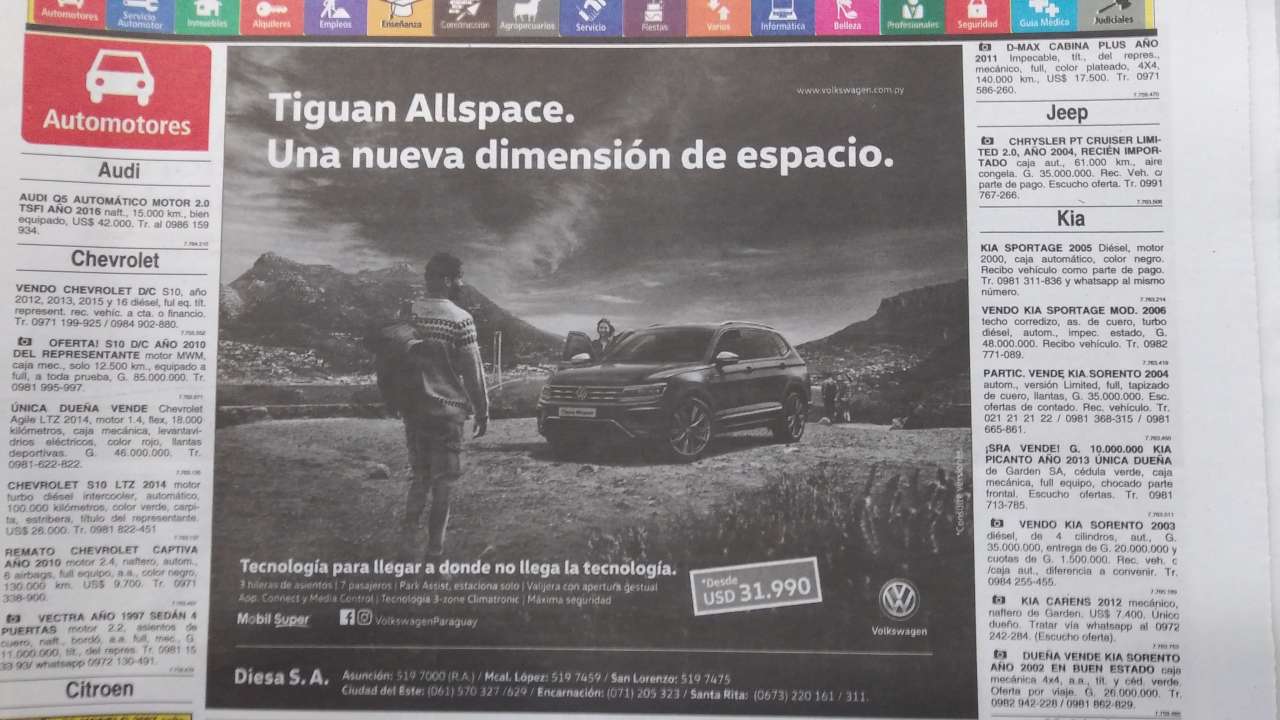 Automotores
Servicio
Automotor
Inmuebles
Alquileres
Empleos
Enseñanza
Construcción
Agropecuarios
Servicio
Fiestas
Varios
Informática
Belleza
Profesionales
Seguridad
Guía Médica
Judiciales
Automotores
Audi
AUDI Q5 AUTOMÁTICO MOTOR 2.0
TSFI AÑO 2016 naft., 15.000 km., bien
equipado, US$ 42.000. Tr. al 0986 159
934.
Chevrolet
VENDO CHEVROLET D/C S10, año
2012, 2013, 2015 y 16 diésel, ful eq. tít.
represent. rec. vehíc. a cta. o financio.
Tr. 0971 199-925 / 0984 902-880.
OFERTA! S10 D/C AÑO 2010
DEL REPRESENTANTE motor MWM,
caja mec., solo 12.500 km., equipado a
full, a toda prueba, G. 85.000.000. Tr.
0981 995-997.
ÚNICA DUEÑA VENDE Chevrolet
Agile LTZ 2014, motor 1.4, flex, 18.000
kilómetros, caja mecánica, levantavi-
drios eléctricos, color rojo, llantas
deportivas. G. 46.000.000. Tr.
0981-622-822.
CHEVROLET S10 LTZ 2014 motor
turbo diésel intercooler, automático,
100.000 kilómetros, color verde, carpi-
ta, estribera, título del representante.
US$ 26.000. Tr. 0981 822-451
REMATO CHEVROLET CAPTIVA
AÑO 2010 motor 2.4, naftero, autom.,
6 airbags, full equipo, a.a., color negro,
130.000 km. US$ 9.700. Tr. 0971
338-900.
VECTRA AÑO 1997 SEDÁN 4
PUERTAS motor 2.2, asientos de
cuero, naft., bordó, a.a. full, mec., G
11.000.000, tít., del repres. Tr. 0981 15
33 93/ whatsapp 0972 130-491.
Citroen
Tiguan Allspace.
Una nueva dimensión de espacio.
www.volkswagen.com.py
*Consulte versiones
Tecnología para llegar a donde no llega la tecnología.
3 hileras de asientos | 7 pasajeros | Park Assist, estaciona solo | Valijera con apertura gestual
App. Connect y Media Control | Tecnología 3-zone Climatronic | Máxima seguridad
*Desde
USD 31.990
Mobil Super
VolkswagenParaguay
Volkswagen
Diesa S. A.
Asunción: 519 7000 (R.A.) / Mcal. López: 519 7459 / San Lorenzo: 519 7475
Ciudad del Este: (061) 570 327 /629 / Encarnación: (071) 205 323 / Santa Rita: (0673) 220 161 / 311.
D-MAX CABINA PLUS AÑO
2011 Impecable, tít., del repres.,
mecánico, full, color plateado, 4X4,
140.000 km., US$ 17.500. Tr. 0971
586-260.
7.759.470
Jeep
CHRYSLER PT CRUISER LIMI-
TED 2.0, AÑO 2004, RECIÉN IMPOR-
TADO caja aut., 61.000 km., aire
congela. G. 35.000.000. Rec. Veh. c/
parte de pago. Escucho oferta. Tr. 0991
767-266.
Kia
KIA SPORTAGE 2005 Diésel, motor
2000, caja automático, color negro.
Recibo vehículo como parte de pago.
Tr. 0981 311-836 y whatsapp al mismo
número.
7.763.214
VENDO KIA SPORTAGE MOD. 2006
techo corredizo, as. de cuero, turbo
diésel, autom., impec. estado, G.
48.000.000. Recibo vehículo. Tr. 0982
771-089.
PARTIC. VENDE KIA SORENTO 2004
autom., versión Limited, full, tapizado
de cuero, llantas, G. 35.000.000. Esc.
ofertas de contado. Rec. vehículo. Tr.
021 21 21 22 / 0981 368-315 / 0981
665-861.
¡SRA VENDE! G. 10.000.000 KIA
PICANTO AÑO 2013 ÚNICA DUEÑA
de Garden SA, cédula verde, caja
mecánica, full equipo, chocado parte
frontal. Escucho ofertas. Tr. 0981
713-785.
VENDO KIA SORENTO 2003
diésel, de 4 cilindros, aut., G.
35.000.000, entrega de G. 20.000.000 y
cuotas de G. 1.500.000. Rec. veh. c
/caja aut., diferencia a convenir. Tr.
0984 255-455.
KIA CARENS 2012 mecánico,
naftero de Garden. US$ 7.400. Único
dueño. Tratar vía whatsapp al 0972
242-284. (Escucho oferta).
DUEÑA VENDE KIA SORENTO
AÑO 2002 EN BUEN ESTADO caja
mecánica 4x4, a.a., tít. y céd. verde.
Oferta por viaje. G. 26.000.000. Tr.
0982 942-228 / 0981 862-829.